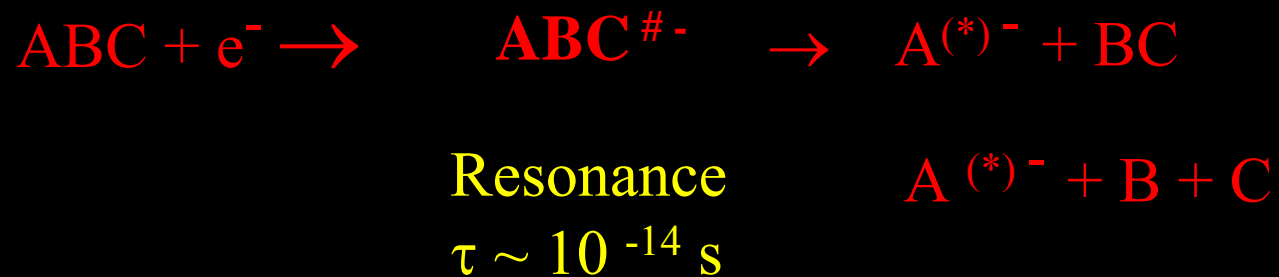 ABC + e⁻ → ABC # - → A(*) - + BC
Resonance A (*) - + B + C
τ ~ 10 -14 s